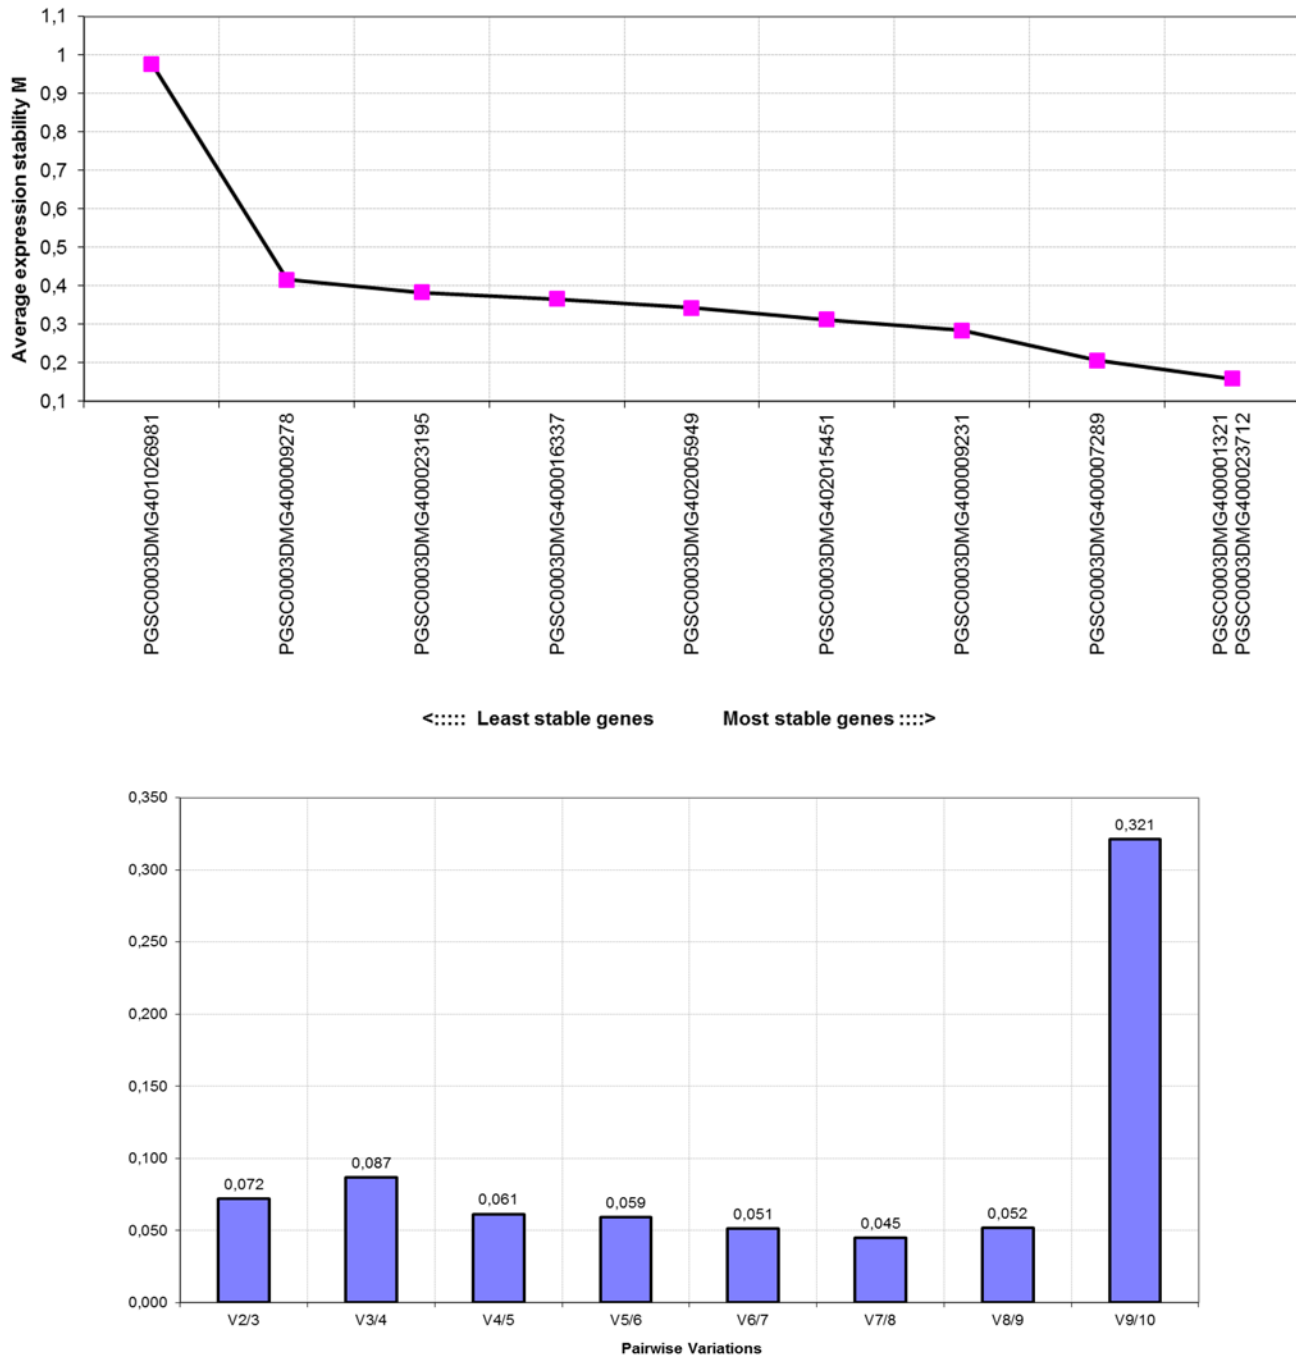 Average expression stability M
1,1
1
0,9
0,8
0,7
0,6
0,5
0,4
0,3
0,2
0,1
PGSC0003DMG401026981
PGSC0003DMG400009278
PGSC0003DMG400023195
PGSC0003DMG400016337
PGSC0003DMG402005949
PGSC0003DMG402015451
PGSC0003DMG400009231
PGSC0003DMG400007289
PGSC0003DMG400001321
PGSC0003DMG400023712
<::::: Least stable genes Most stable genes ::::>
0,350
0,300
0,250
0,200
0,150
0,100
0,050
0,000
0,072
0,087
0,061
0,059
0,051
0,045
0,052
0,321
V2/3 V3/4 V4/5 V5/6 V6/7 V7/8 V8/9 V9/10
Pairwise Variations